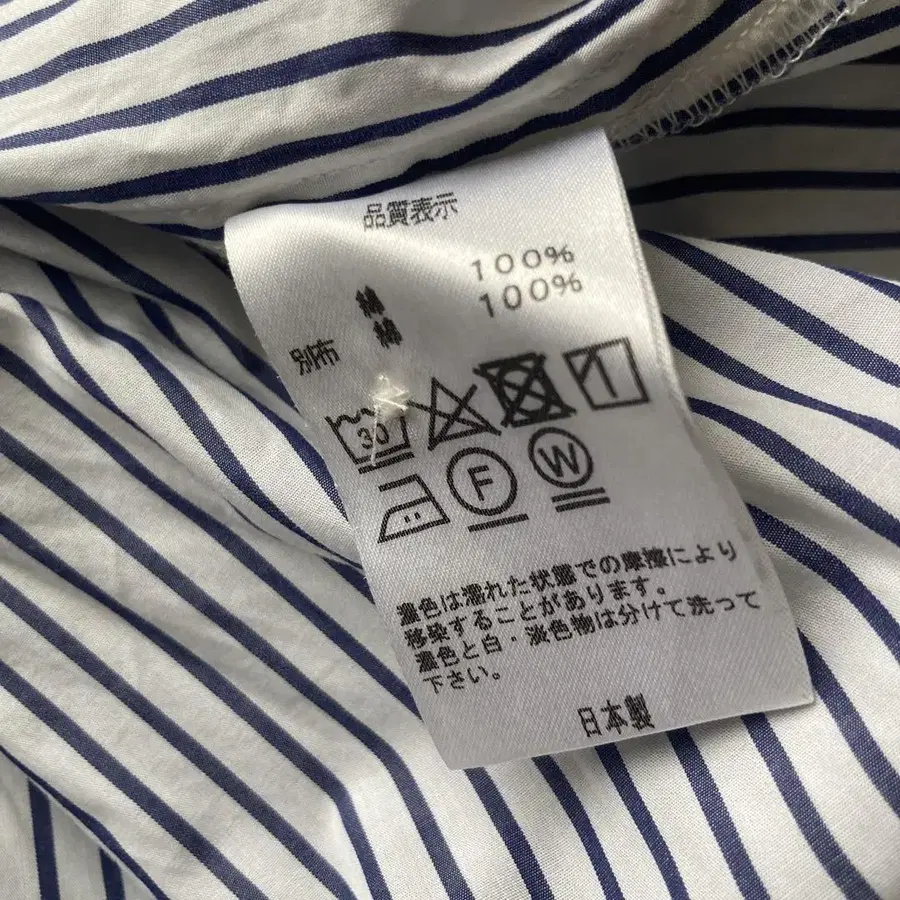 品質表示
綿 100%
別布 綿 100%
30
F W
濃色は濡れた状態での摩擦により
移染することがあります。
濃色と白・淡色物は分けて洗って
下さい。
日本製